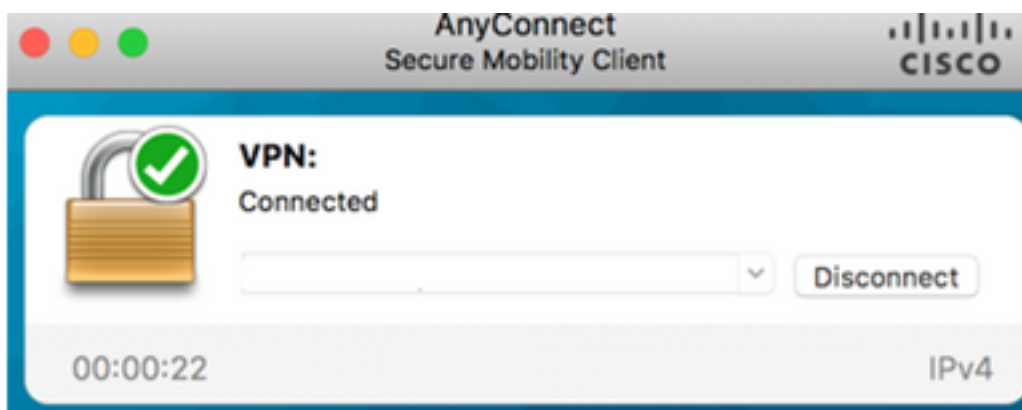 AnyConnect
Secure Mobility Client
CISCO
VPN:
Connected
Disconnect
00:00:22
IPv4